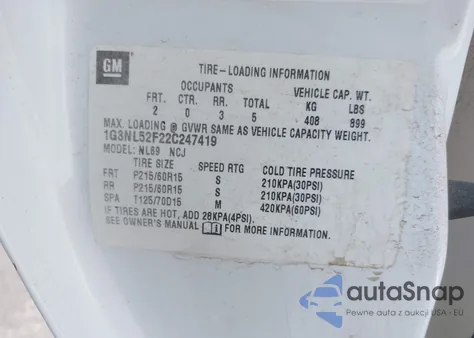 GM
TIRE-LOADING INFORMATION
OCCUPANTS VEHICLE CAP. WT.
FRT. CTR. RR. TOTAL KG LBS
2 0 3 5 408 899
MAX. LOADING @ GVWR SAME AS VEHICLE CAPACITY WEIGHT.
1G3NL52F22C247419
MODEL: NL69 NCJ
TIRE SIZE SPEED RTG COLD TIRE PRESSURE
FRT P215/60R15 S 210KPA(30PSI)
RR P215/60R15 S 210KPA(30PSI)
SPA T125/70D15 M 420KPA(60PSI)
IF TIRES ARE HOT, ADD 28KPA(4PSI).
SEE OWNER'S MANUAL FOR MORE INFORMATION.
autoSnap
Pewne auta z aukcji USA - EU